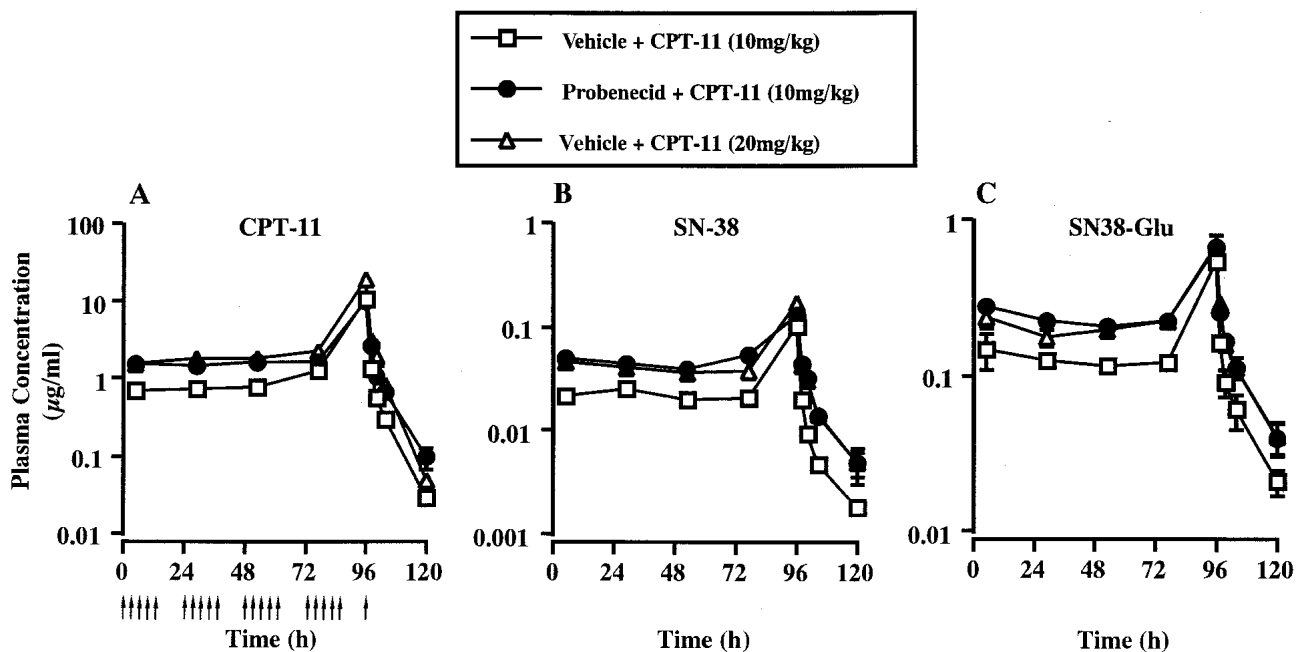 Vehicle + CPT-11 (10mg/kg)
Probenecid + CPT-11 (10mg/kg)
Vehicle + CPT-11 (20mg/kg)
A
CPT-11
Plasma Concentration
(µg/ml)
100
10
1
0.1
0.01
0 24 48 72 96 120
Time (h)
B
SN-38
1
0.1
0.01
0.001
0 24 48 72 96 120
Time (h)
C
SN38-Glu
1
0.1
0.01
0 24 48 72 96 120
Time (h)